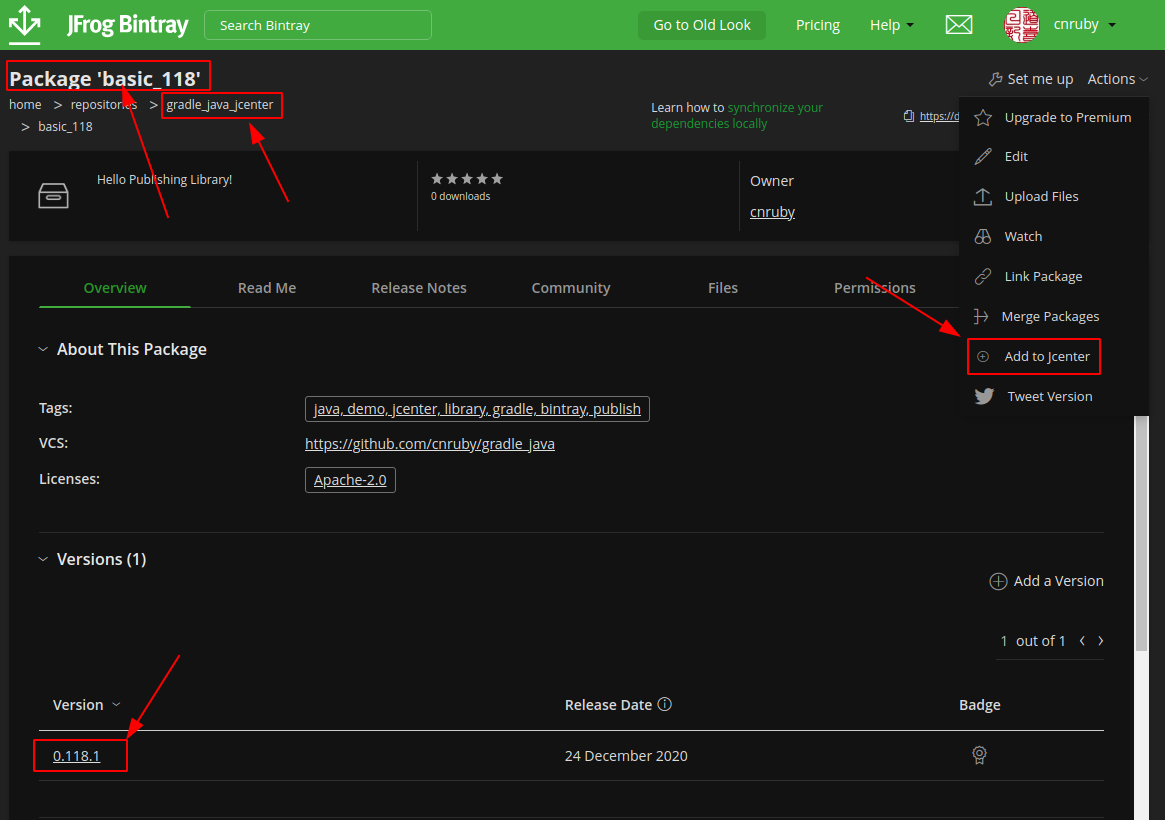 JFrog Bintray
Search Bintray
Go to Old Look
Pricing
Help
cnruby
Package 'basic_118'
Set me up
Actions
home > repositories > gradle_java_jcenter
> basic_118
Learn how to synchronize your
dependencies locally
https://d
Upgrade to Premium
Edit
Upload Files
Watch
Link Package
Merge Packages
Add to Jcenter
Tweet Version
Hello Publishing Library!
0 downloads
Owner
cnruby
Overview
Read Me
Release Notes
Community
Files
Permissions
About This Package
Tags:
java, demo, jcenter, library, gradle, bintray, publish
VCS:
https://github.com/cnruby/gradle_java
Licenses:
Apache-2.0
Versions (1)
Add a Version
1 out of 1 < >
Version
Release Date
Badge
0.118.1
24 December 2020